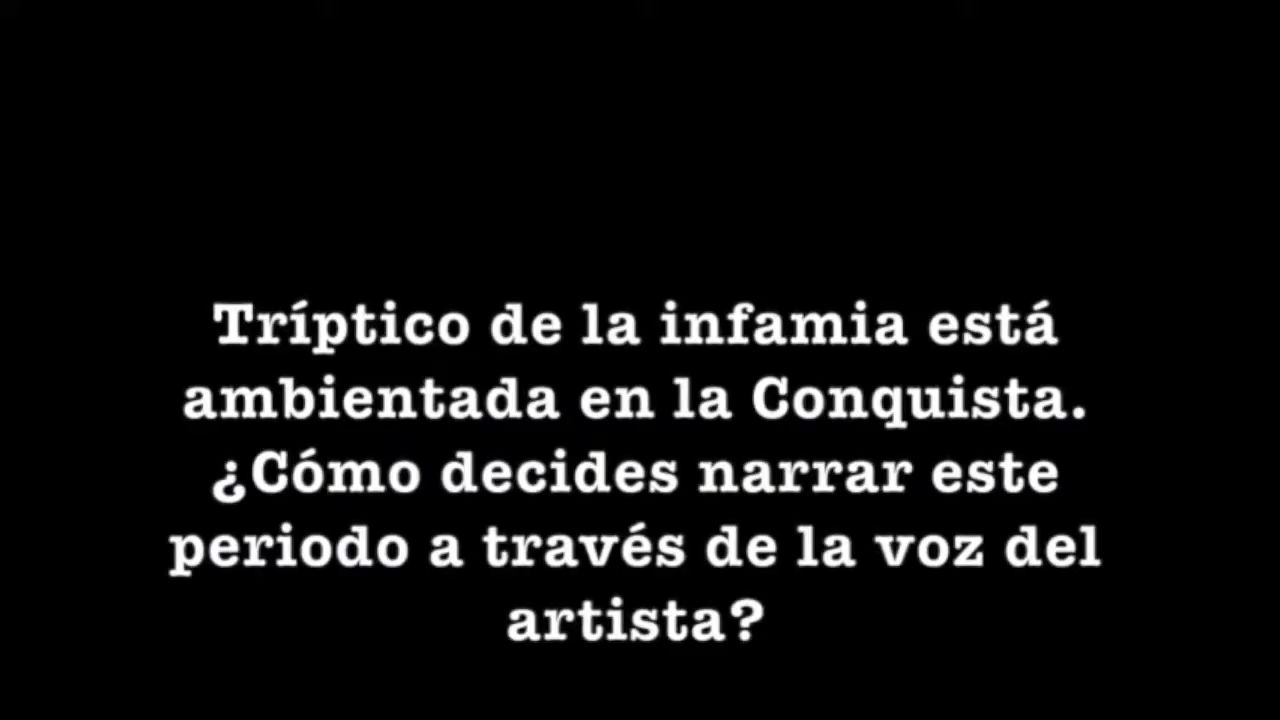 Tríptico de la infamia está
ambientada en la Conquista.
¿Cómo decides narrar este
periodo a través de la voz del
artista?